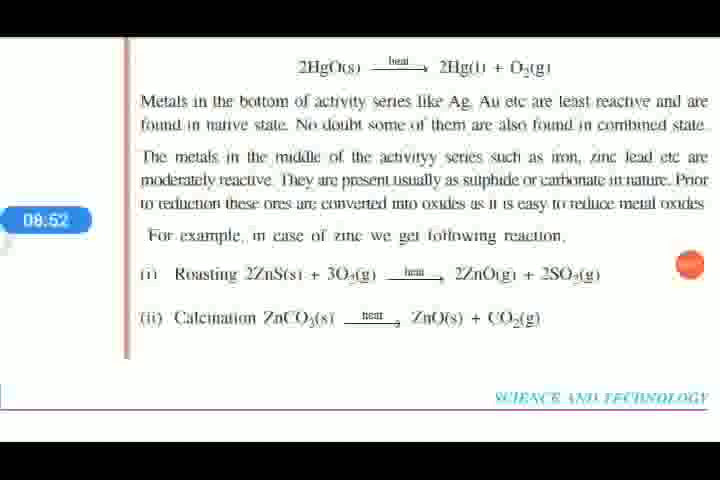 2HgO(s) heat → 2Hg(l) + O₂(g)
Metals in the bottom of activity series like Ag, Au etc are least reactive and are
found in native state. No doubt some of them are also found in combined state.
The metals in the middle of the activityy series such as iron, zinc lead etc are
moderately reactive. They are present usually as sulphide or carbonate in nature. Prior
to reduction these ores are converted into oxides as it is easy to reduce metal oxides
08:52
For example, in case of zinc we get following reaction,
(i) Roasting 2ZnS(s) + 3O₂(g) heat → 2ZnO(g) + 2SO₂(g)
(ii) Calcination ZnCO₃(s) heat → ZnO(s) + CO₂(g)
SCIENCE AND TECHNOLOGY